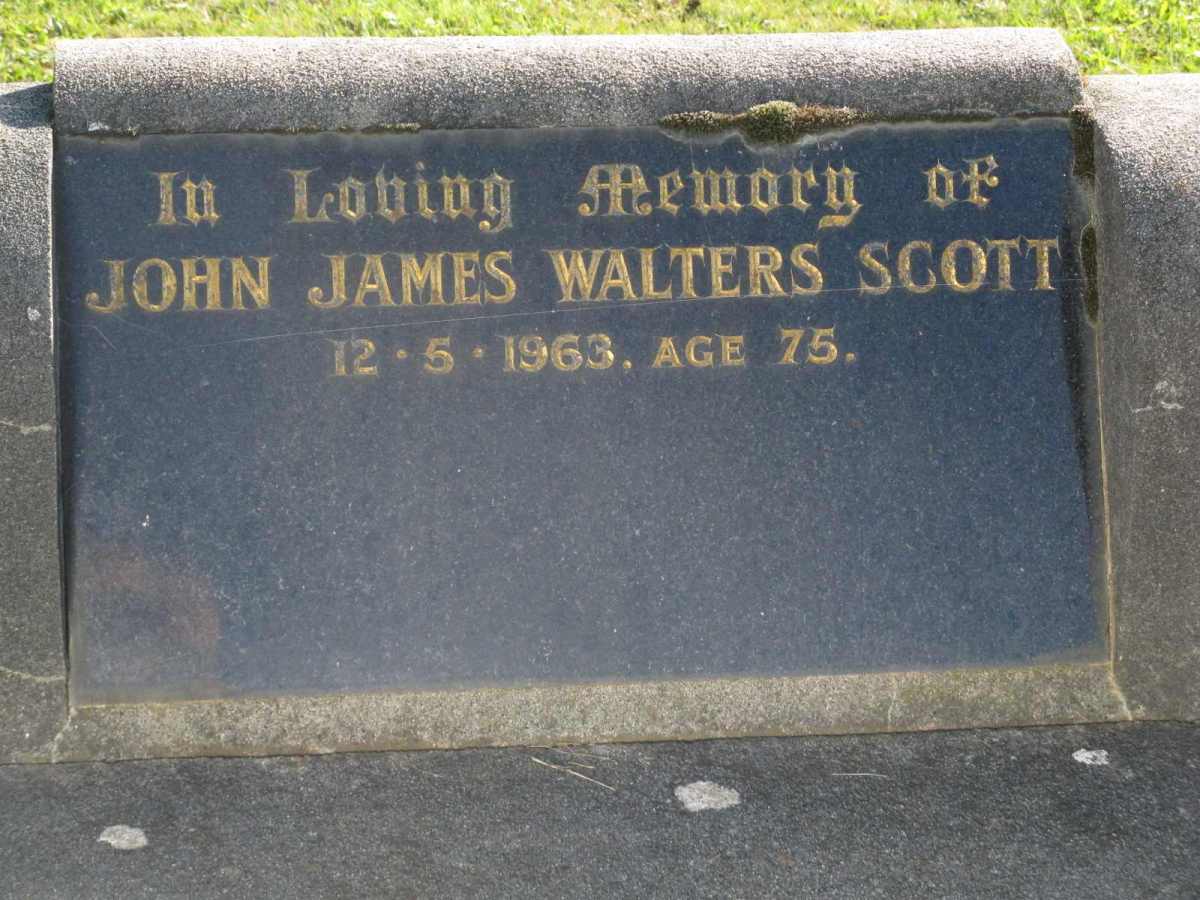 In Loving Memory of
JOHN JAMES WALTERS SCOTT
12 · 5 · 1963. AGE 75.